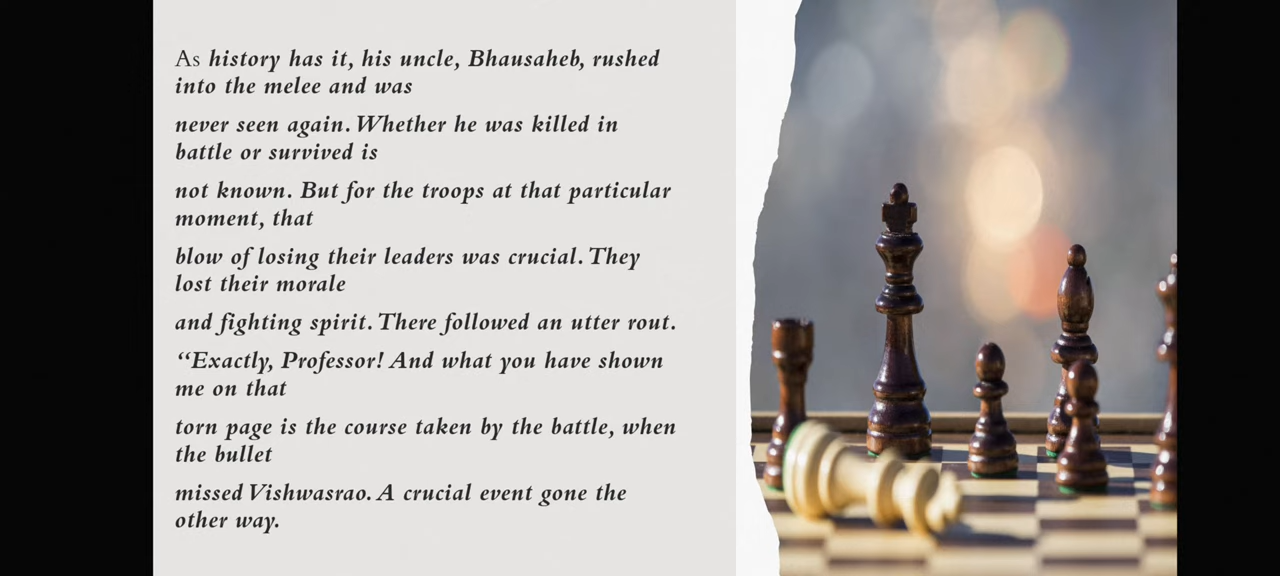 As history has it, his uncle, Bhausaheb, rushed
into the melee and was
never seen again. Whether he was killed in
battle or survived is
not known. But for the troops at that particular
moment, that
blow of losing their leaders was crucial. They
lost their morale
and fighting spirit. There followed an utter rout.
“Exactly, Professor! And what you have shown
me on that
torn page is the course taken by the battle, when
the bullet
missed Vishwasrao. A crucial event gone the
other way.